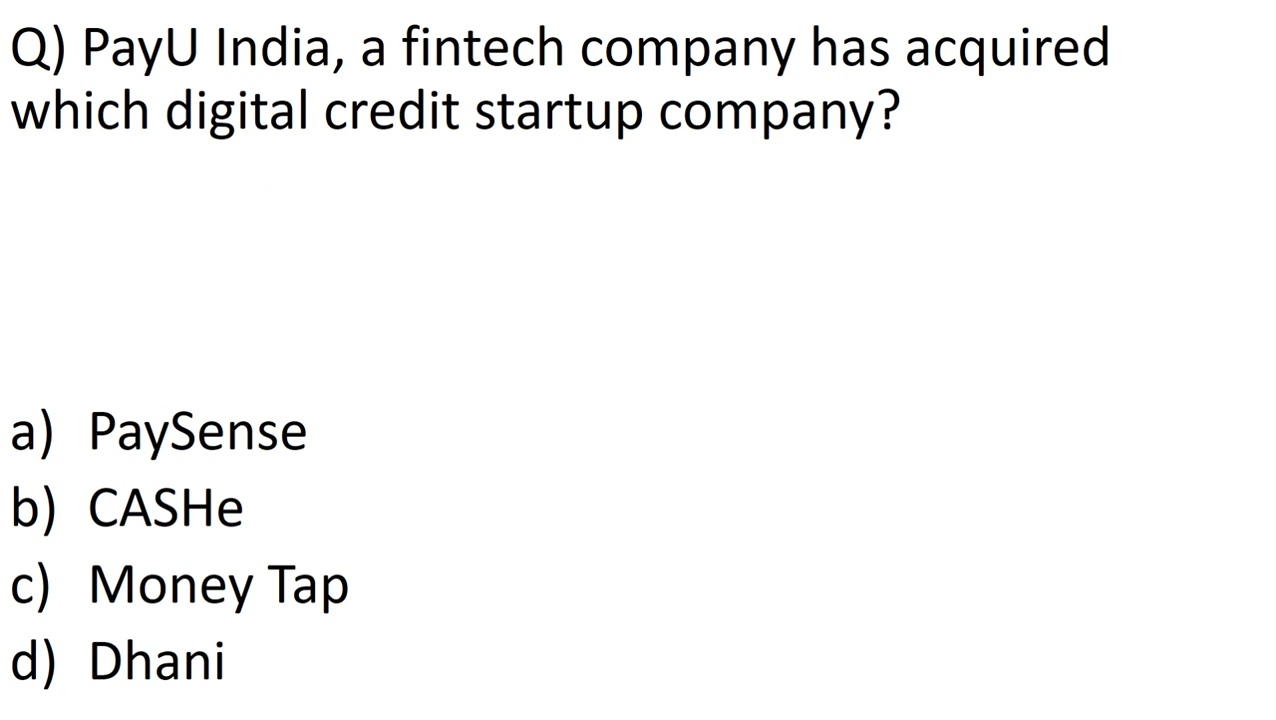 Q) PayU India, a fintech company has acquired
which digital credit startup company?
a) PaySense
b) CASHe
c) Money Tap
d) Dhani